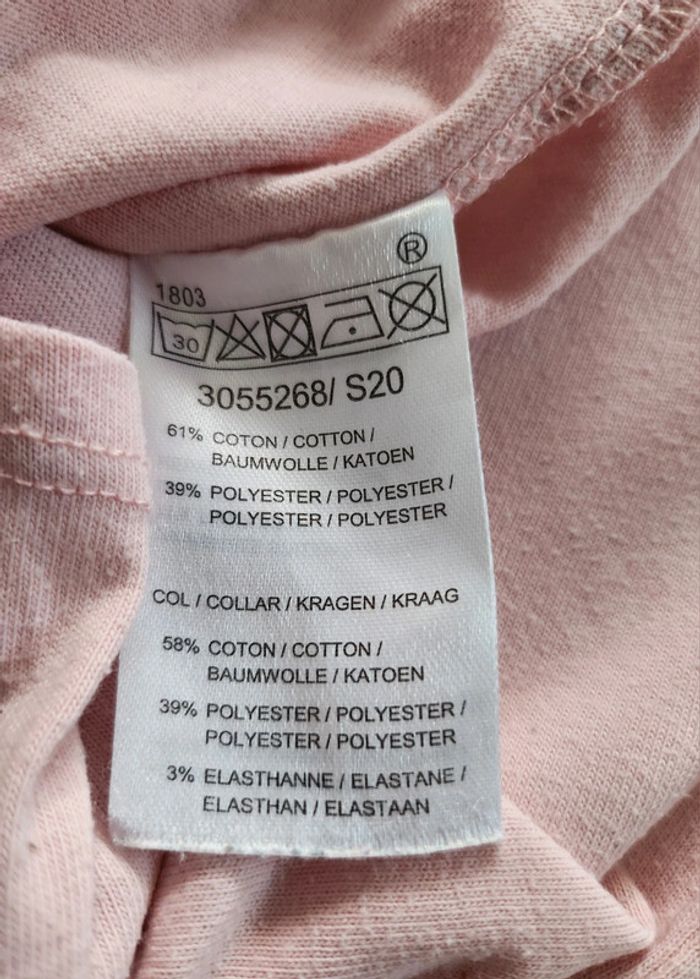 ®
1803
30
3055268/ S20
61% COTON / COTTON /
BAUMWOLLE / KATOEN
39% POLYESTER / POLYESTER /
POLYESTER / POLYESTER
COL / COLLAR / KRAGEN / KRAAG
58% COTON / COTTON /
BAUMWOLLE / KATOEN
39% POLYESTER / POLYESTER /
POLYESTER / POLYESTER
3% ELASTHANNE / ELASTANE /
ELASTHAN / ELASTAAN